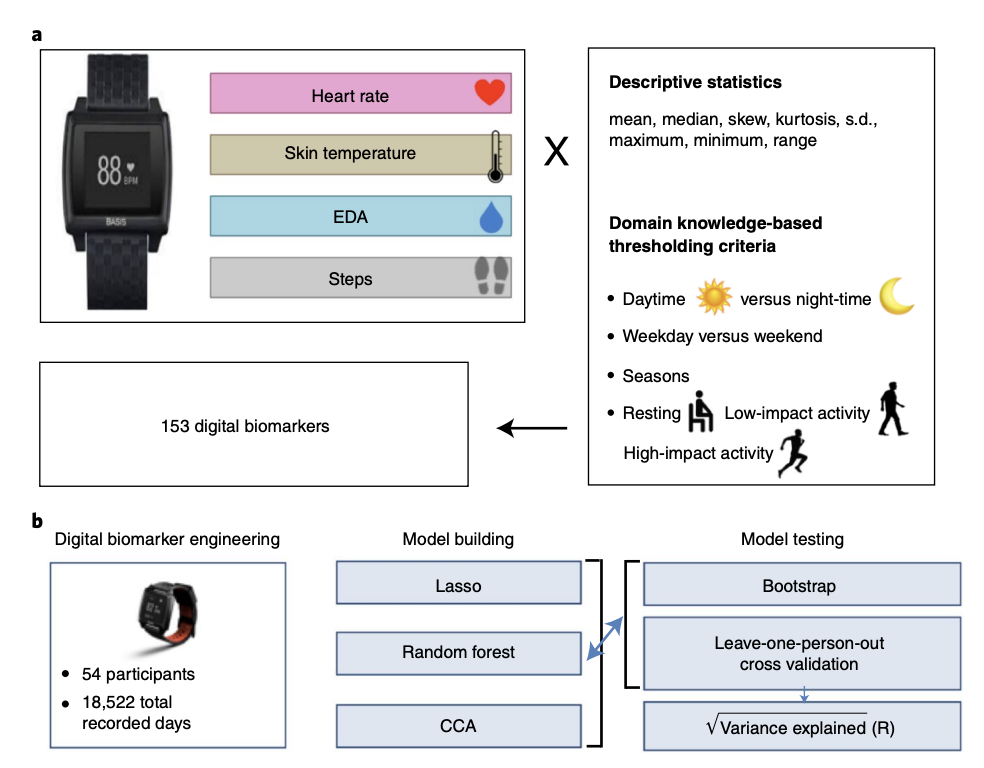 a
88
BPM
BASIS
Heart rate
Skin temperature
EDA
Steps
X
Descriptive statistics
mean, median, skew, kurtosis, s.d.,
maximum, minimum, range
Domain knowledge-based
thresholding criteria
• Daytime versus night-time
• Weekday versus weekend
• Seasons
• Resting Low-impact activity
High-impact activity
153 digital biomarkers
b
Digital biomarker engineering
• 54 participants
• 18,522 total
recorded days
Model building
Lasso
Random forest
CCA
Model testing
Bootstrap
Leave-one-person-out
cross validation
√Variance explained (R)